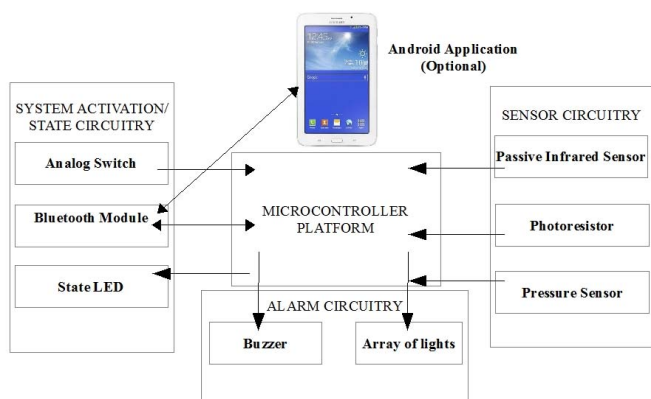 Android Application
(Optional)
SYSTEM ACTIVATION/
STATE CIRCUITRY
Analog Switch
Bluetooth Module
State LED
MICROCONTROLLER
PLATFORM
SENSOR CIRCUITRY
Passive Infrared Sensor
Photoresistor
Pressure Sensor
ALARM CIRCUITRY
Buzzer
Array of lights